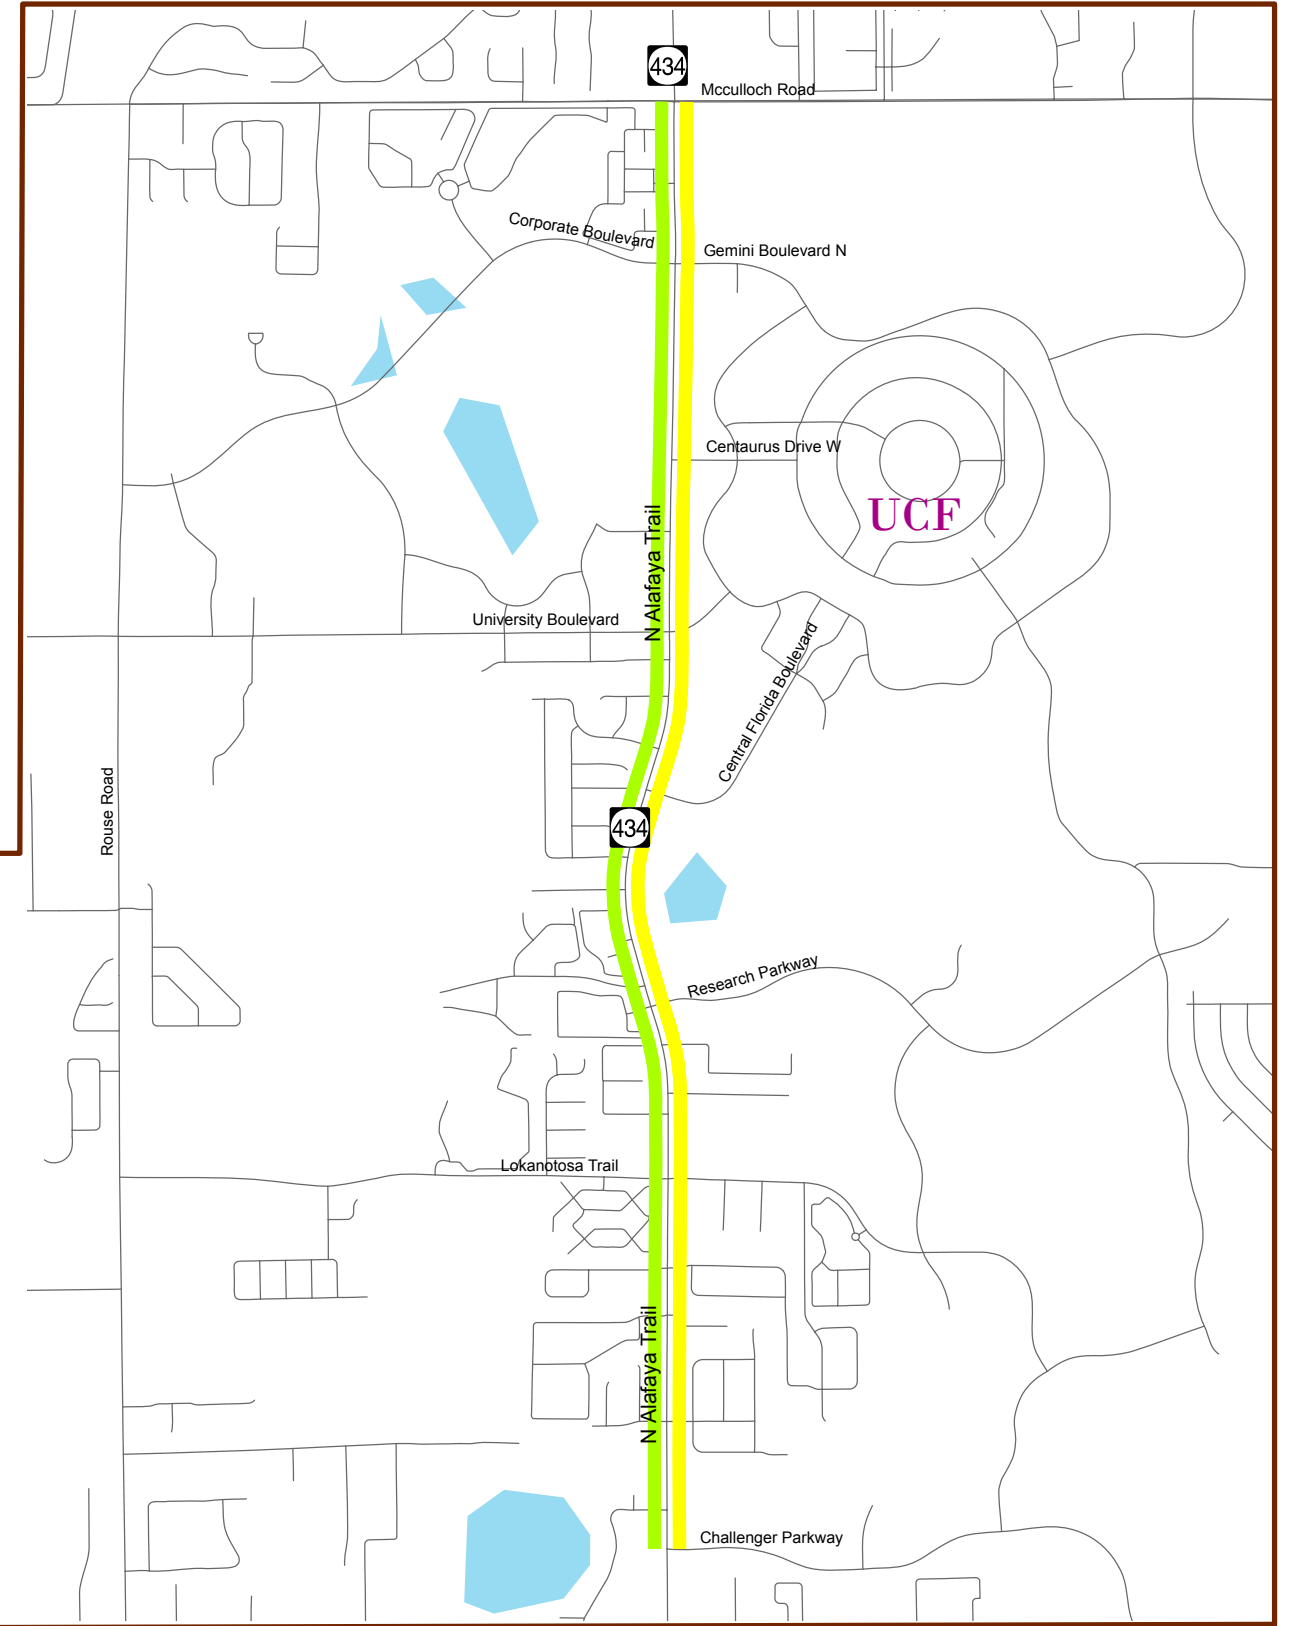 434
Mcculloch Road
Corporate Boulevard
Gemini Boulevard N
Centaurus Drive W
UCF
N Alafaya Trail
University Boulevard
Central Florida Boulevard
Rouse Road
434
Research Parkway
Lokanotosa Trail
N Alafaya Trail
Challenger Parkway